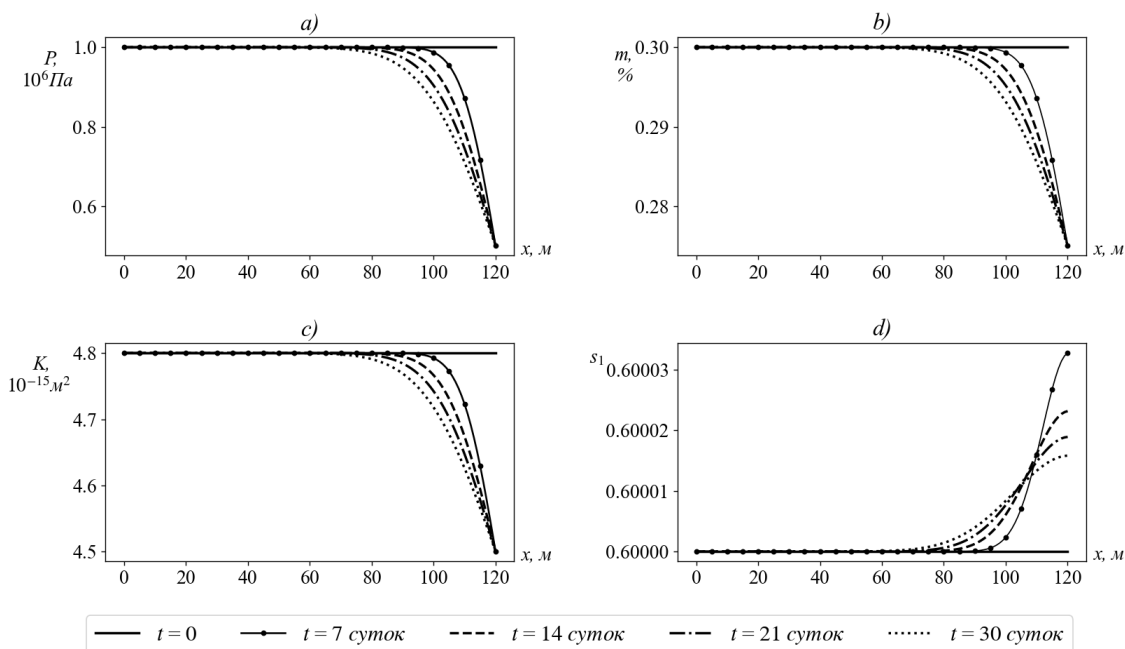 a)
P,
10⁶Па
1.0
0.8
0.6
0 20 40 60 80 100 120
x, м
b)
m,
%
0.30
0.29
0.28
0 20 40 60 80 100 120
x, м
c)
K,
10⁻¹⁵м²
4.8
4.7
4.6
4.5
0 20 40 60 80 100 120
x, м
d)
s₁
0.60003
0.60002
0.60001
0.60000
0 20 40 60 80 100 120
x, м
t = 0 t = 7 суток t = 14 суток t = 21 суток t = 30 суток